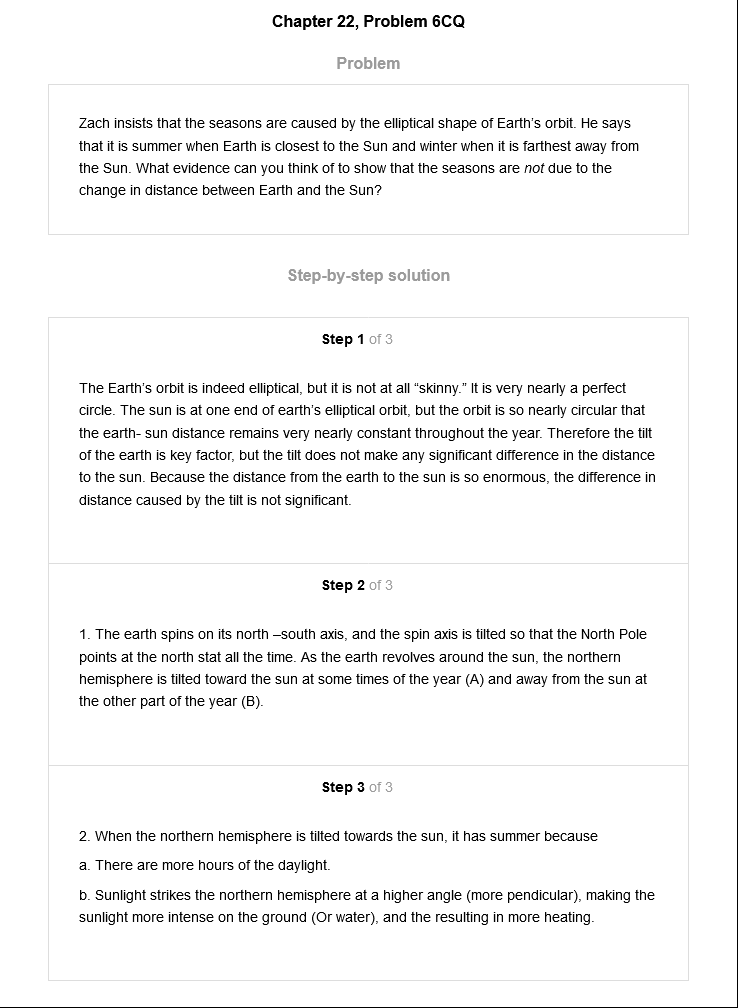 Chapter 22, Problem 6CQ
Problem
Zach insists that the seasons are caused by the elliptical shape of Earth's orbit. He says
that it is summer when Earth is closest to the Sun and winter when it is farthest away from
the Sun. What evidence can you think of to show that the seasons are not due to the
change in distance between Earth and the Sun?
Step-by-step solution
Step 1 of 3
The Earth's orbit is indeed elliptical, but it is not at all “skinny.” It is very nearly a perfect
circle. The sun is at one end of earth's elliptical orbit, but the orbit is so nearly circular that
the earth- sun distance remains very nearly constant throughout the year. Therefore the tilt
of the earth is key factor, but the tilt does not make any significant difference in the distance
to the sun. Because the distance from the earth to the sun is so enormous, the difference in
distance caused by the tilt is not significant.
Step 2 of 3
1. The earth spins on its north –south axis, and the spin axis is tilted so that the North Pole
points at the north stat all the time. As the earth revolves around the sun, the northern
hemisphere is tilted toward the sun at some times of the year (A) and away from the sun at
the other part of the year (B).
Step 3 of 3
2. When the northern hemisphere is tilted towards the sun, it has summer because
a. There are more hours of the daylight.
b. Sunlight strikes the northern hemisphere at a higher angle (more pendicular), making the
sunlight more intense on the ground (Or water), and the resulting in more heating.